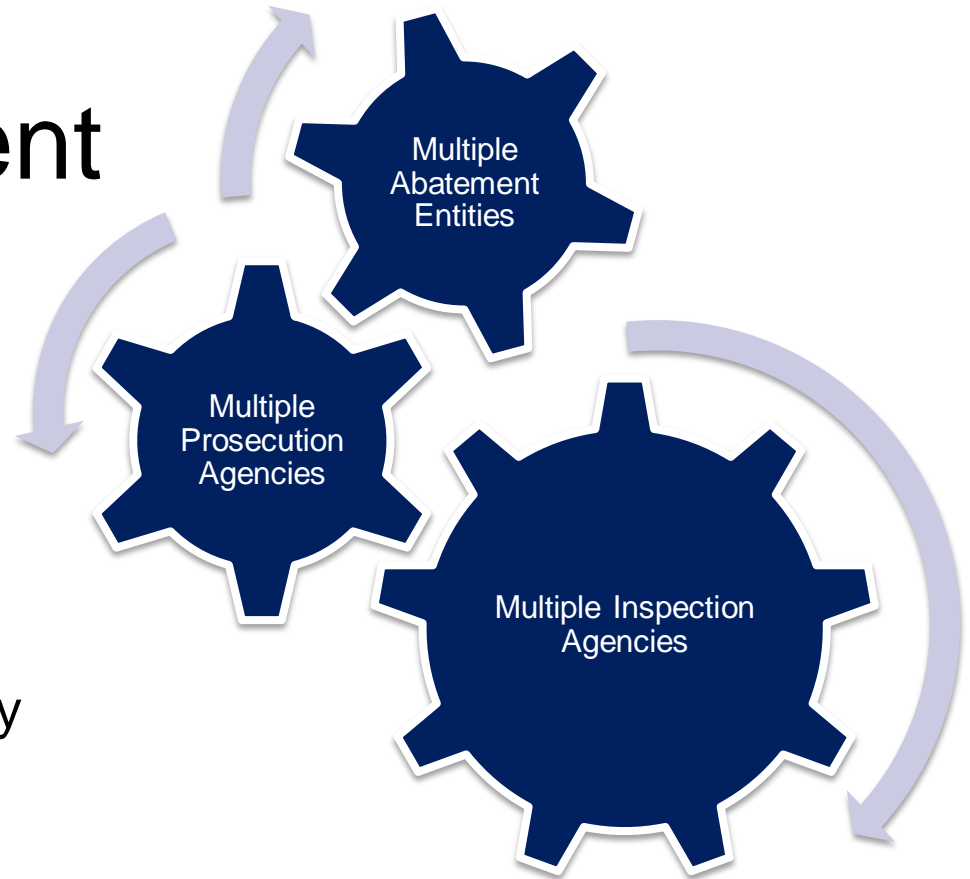 ent
Multiple
Abatement
Entities
Multiple
Prosecution
Agencies
Multiple Inspection
Agencies
y